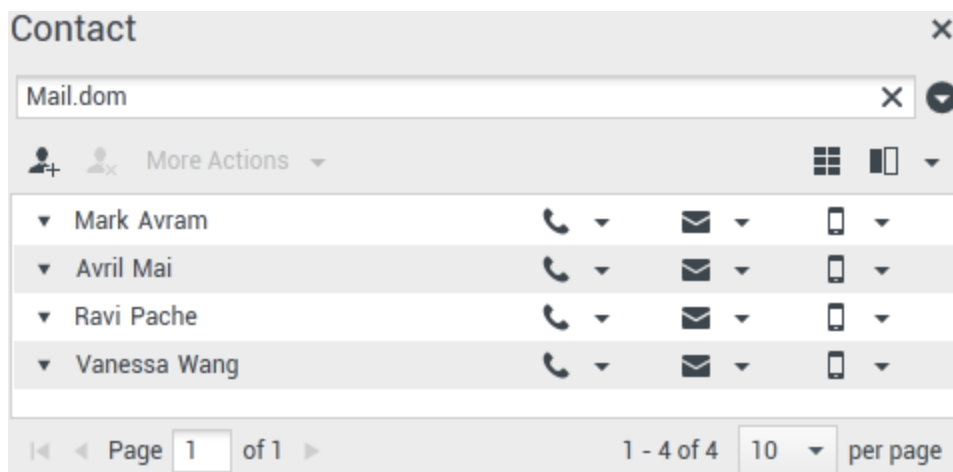 Contact
Mail.dom
More Actions
Mark Avram
Avril Mai
Ravi Pache
Vanessa Wang
Page 1 of 1 1 - 4 of 4 10 per page